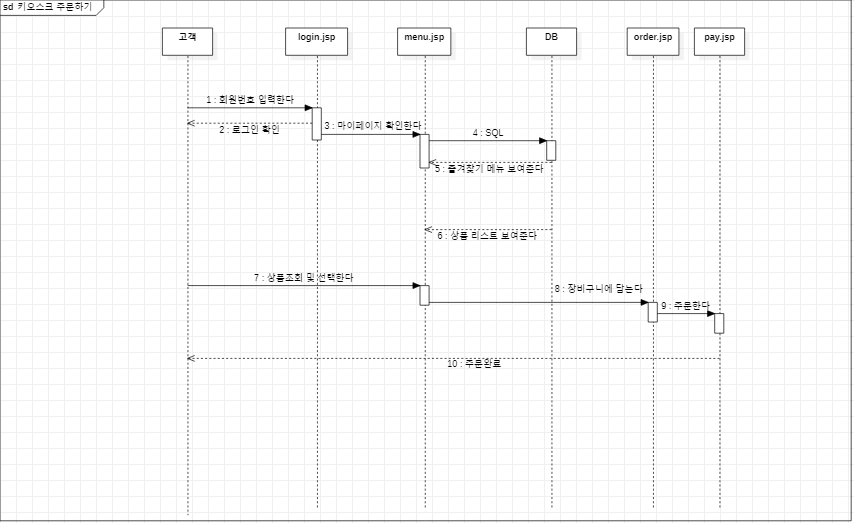 sd 키오스크 주문하기
고객
login.jsp
menu.jsp
DB
order.jsp
pay.jsp
1 : 회원번호 입력한다
2 : 로그인 확인
3 : 마이페이지 확인한다
4 : SQL
5 : 즐겨찾기 메뉴 보여준다
6 : 상품 리스트 보여준다
7 : 상품조회 및 선택한다
8 : 장비구니에 담는다
9 : 주문한다
10 : 주문완료